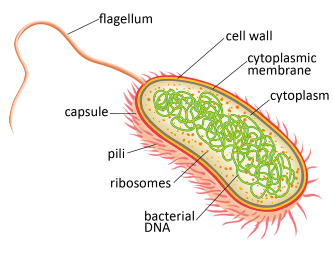 flagellum
cell wall
cytoplasmic
membrane
cytoplasm
capsule
pili
ribosomes
bacterial
DNA